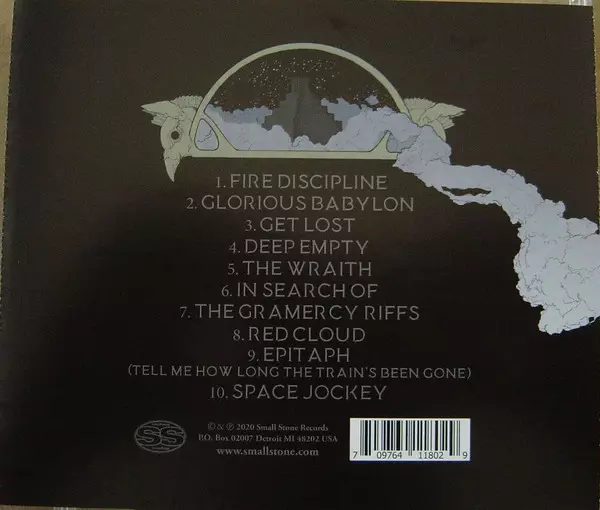 1. FIRE DISCIPLINE
2. GLORIOUS BABYLON
3. GET LOST
4. DEEP EMPTY
5. THE WRAITH
6. IN SEARCH OF
7. THE GRAMERCY RIFFS
8. RED CLOUD
9. EPITAPH
(TELL ME HOW LONG THE TRAIN'S BEEN GONE)
10. SPACE JOCKEY
SS
© & ℗ 2020 Small Stone Records
P.O. Box 02007 Detroit MI 48202 USA
www.smallstone.com
7 09764 11802 9